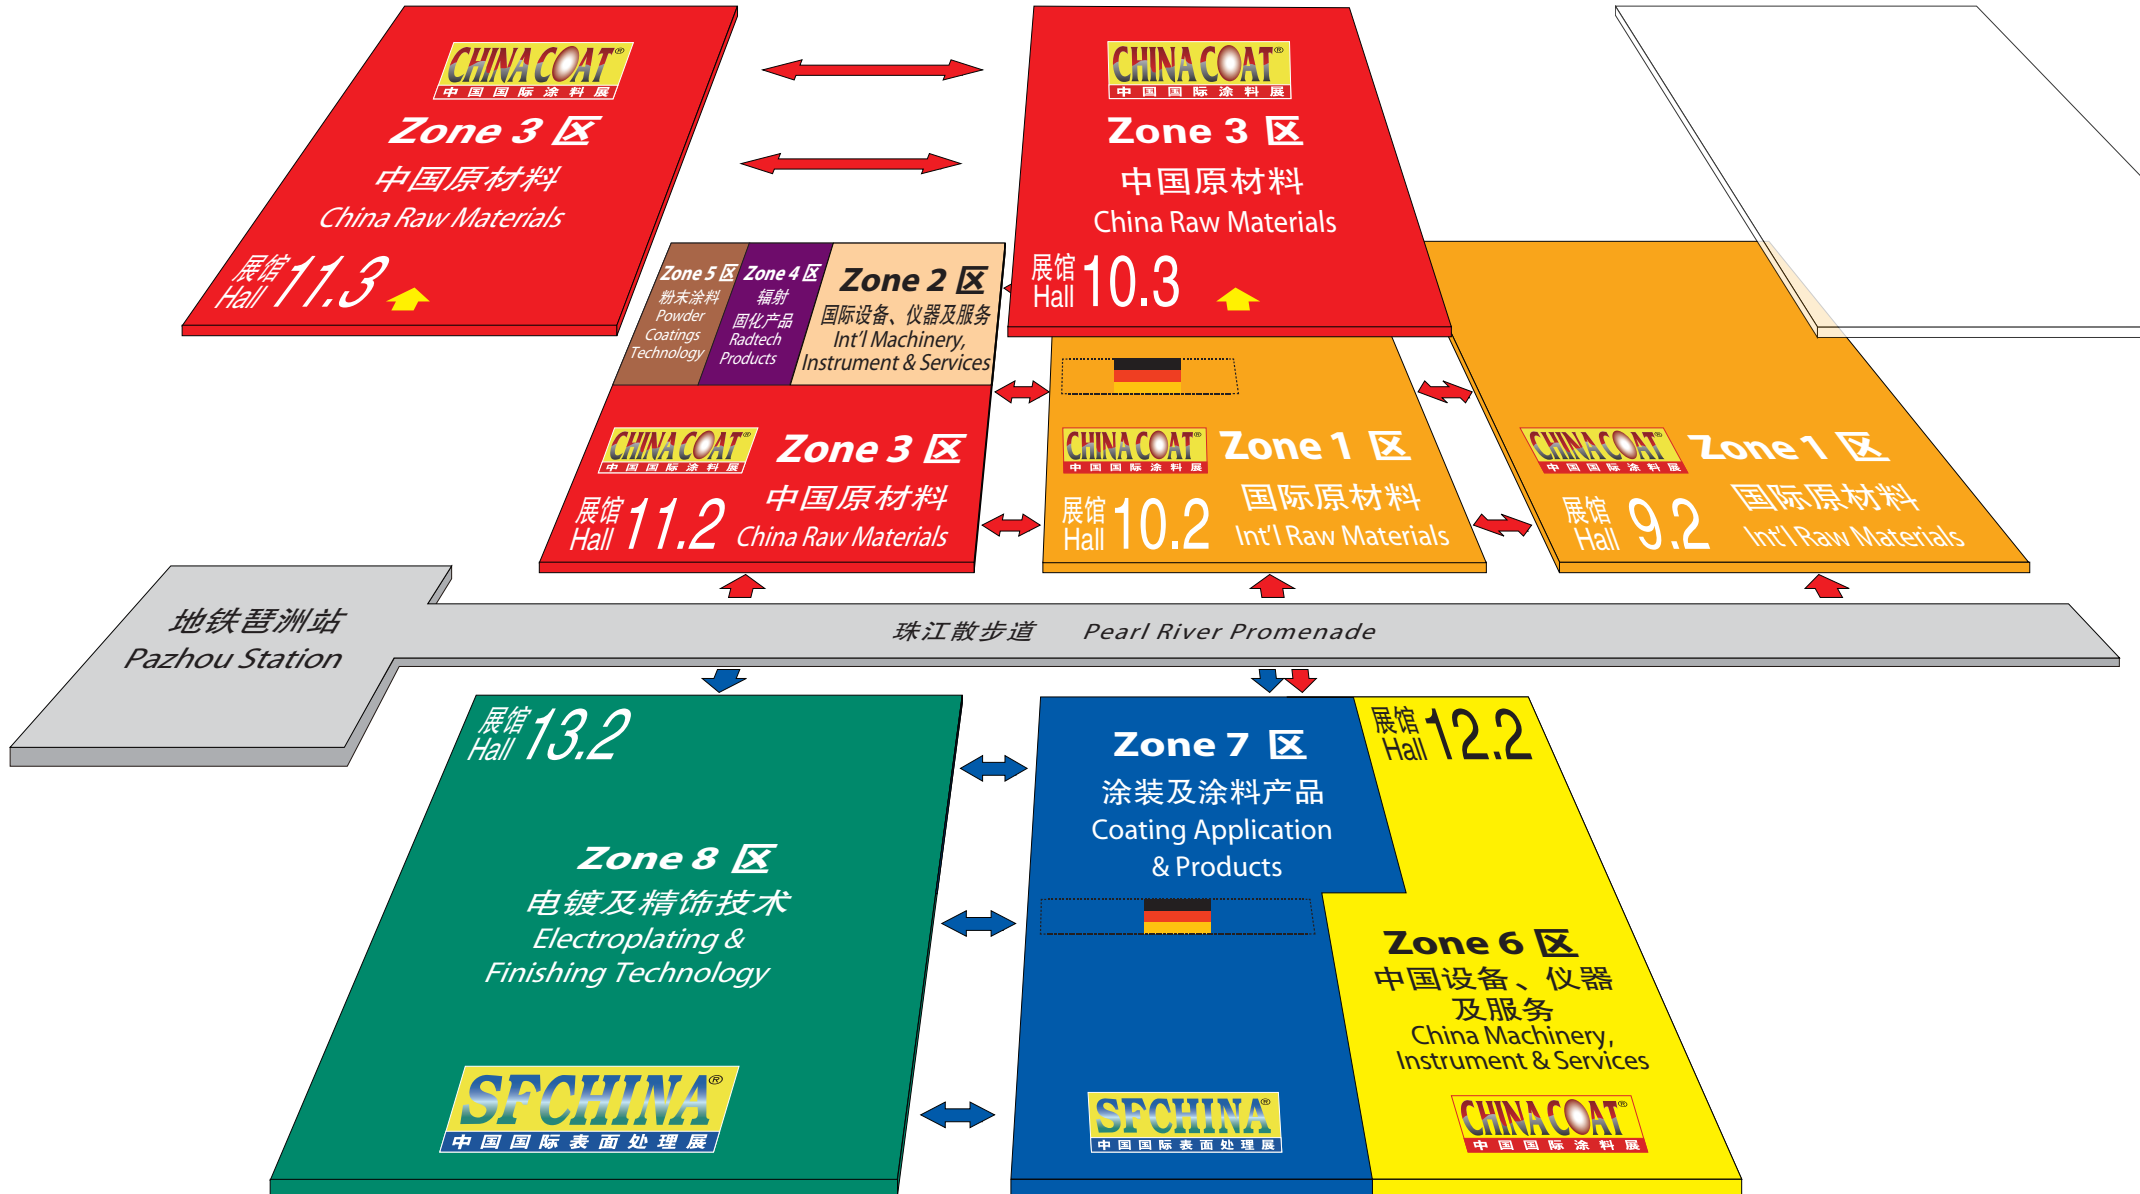 CHINA COAT®
中国国际涂料展
Zone 3 区
中国原材料
China Raw Materials
展馆
Hall 11.3
CHINA COAT®
中国国际涂料展
Zone 3 区
中国原材料
China Raw Materials
展馆
Hall 10.3
Zone 5 区
粉末涂料
Powder
Coatings
Technology
Zone 4 区
辐射
固化产品
Radtech
Products
Zone 2 区
国际设备、仪器及服务
Int'l Machinery,
Instrument & Services
CHINA COAT®
中国国际涂料展
Zone 3 区
中国原材料
China Raw Materials
展馆
Hall 11.2
CHINA COAT®
中国国际涂料展
Zone 1 区
国际原材料
Int'l Raw Materials
展馆
Hall 10.2
CHINA COAT®
中国国际涂料展
Zone 1 区
国际原材料
Int'l Raw Materials
展馆
Hall 9.2
地铁琶洲站
Pazhou Station
珠江散步道 Pearl River Promenade
展馆
Hall 13.2
Zone 8 区
电镀及精饰技术
Electroplating &
Finishing Technology
SFCHINA®
中国国际表面处理展
Zone 7 区
涂装及涂料产品
Coating Application
& Products
SFCHINA®
中国国际表面处理展
展馆
Hall 12.2
Zone 6 区
中国设备、仪器
及服务
China Machinery,
Instrument & Services
CHINA COAT®
中国国际涂料展